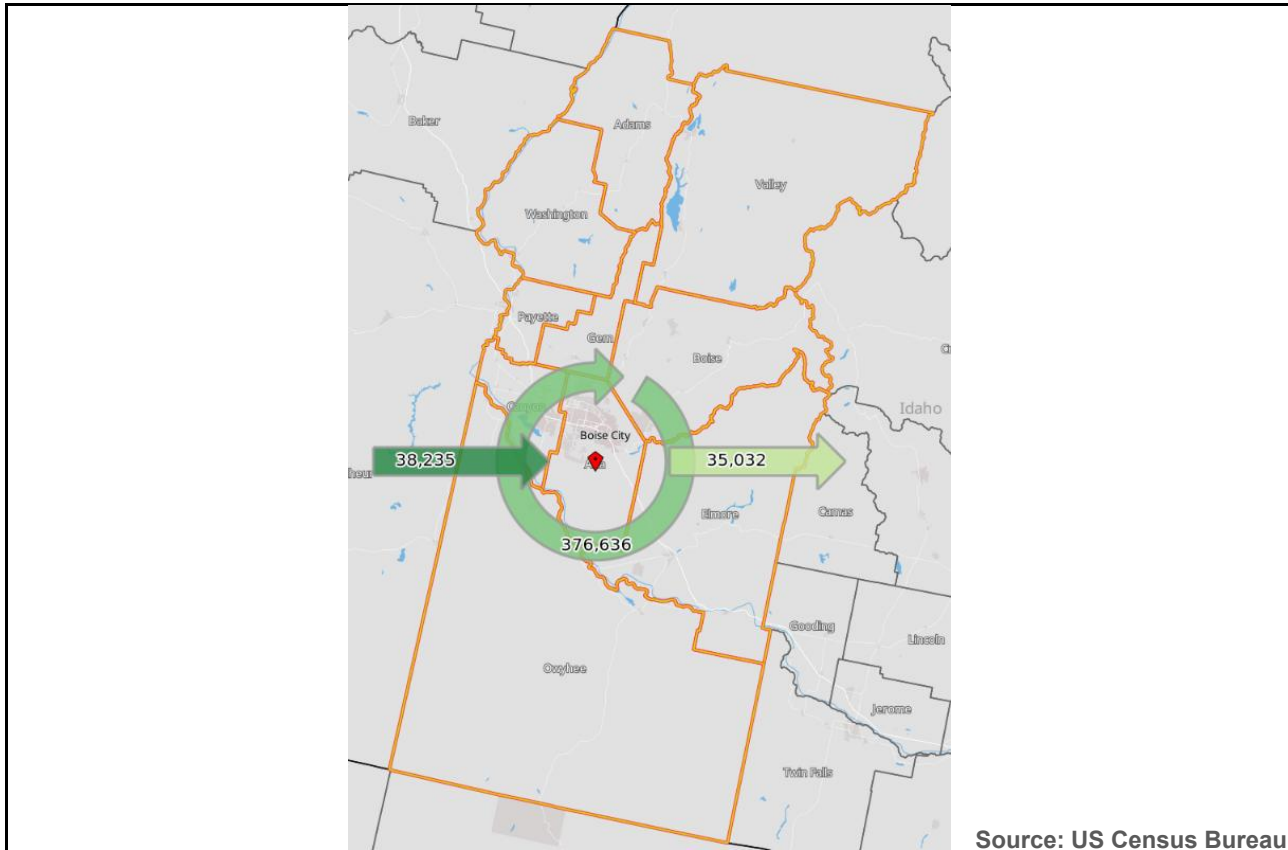 Baker
Adams
Valley
Washington
Payette
Gem
Boise
Idaho
Canyon
Boise City
38,235
35,032
Ada
Elmore
Camas
376,636
Gooding
Lincoln
Owyhee
Jerome
Twin Falls
Source: US Census Bureau